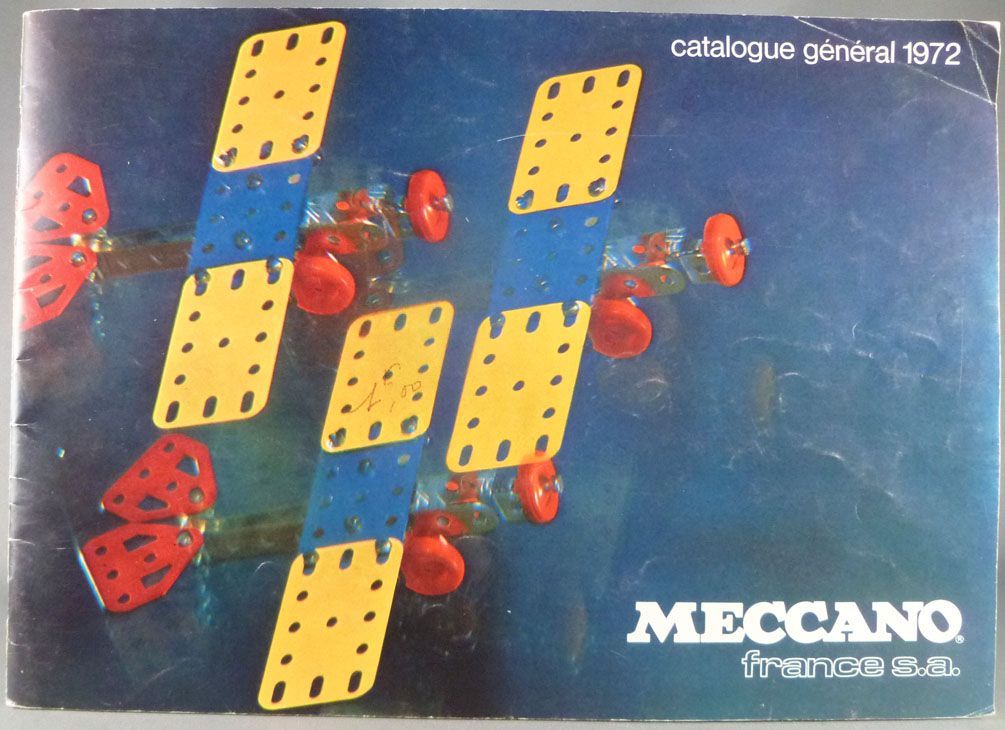 catalogue général 1972
MECCANO®
france s.a.